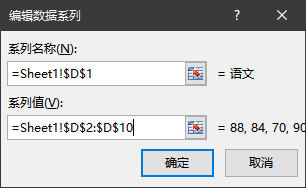 编辑数据系列 ? ×
系列名称(N):
=Sheet1!$D$1 = 语文
系列值(V):
=Sheet1!$D$2:$D$10 = 88, 84, 70, 90
确定 取消